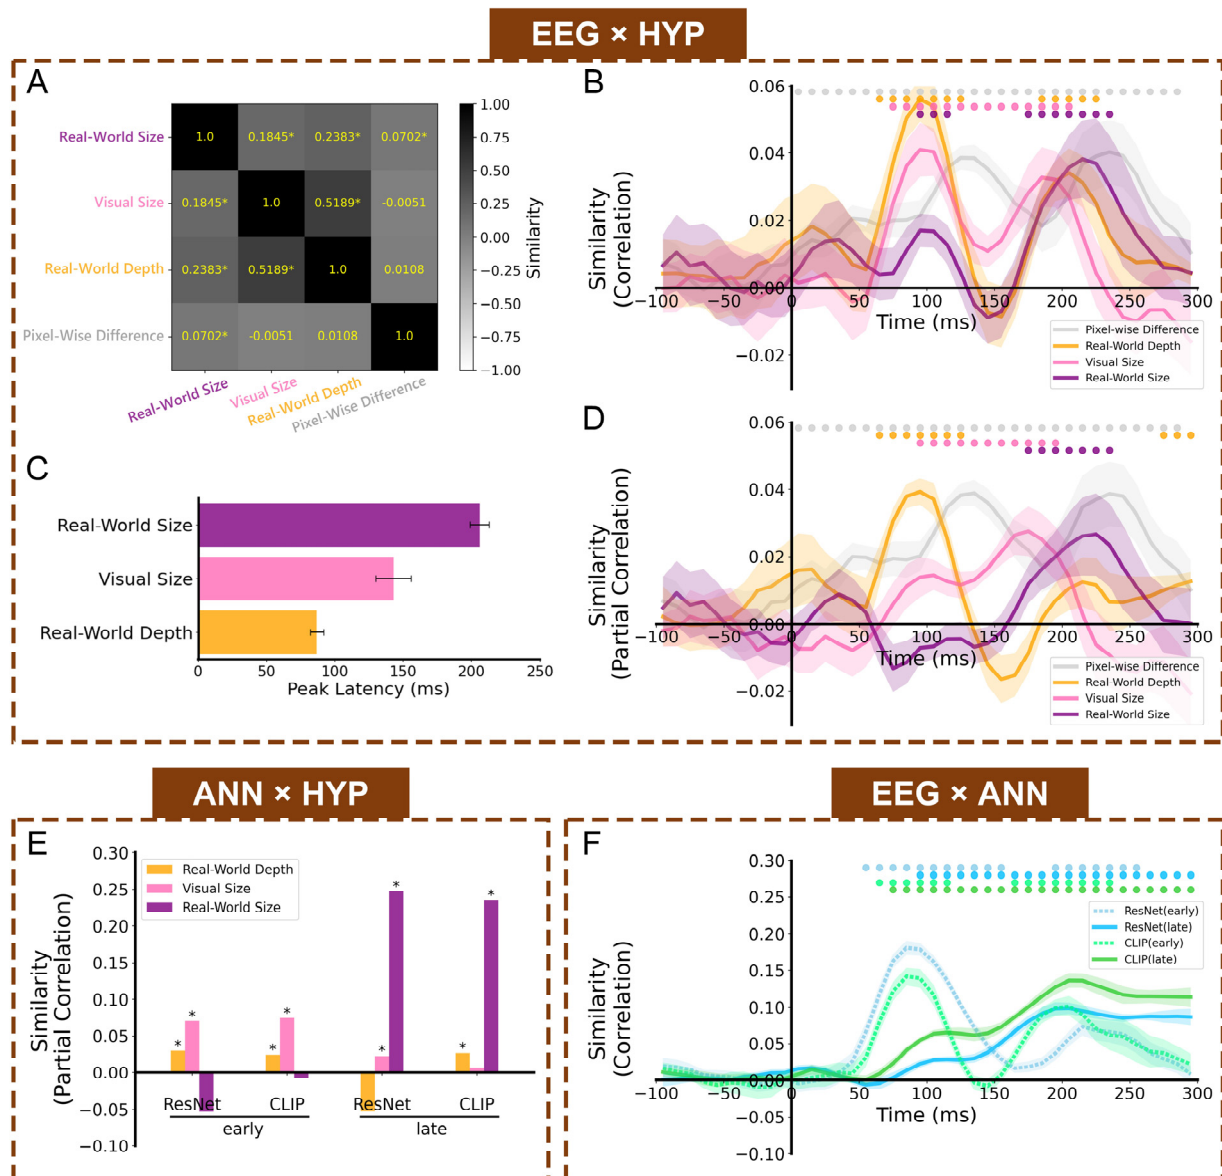 EEG × HYP
A
Real-World Size
Visual Size
Real-World Depth
Pixel-Wise Difference
1.0 0.1845* 0.2383* 0.0702*
0.1845* 1.0 0.5189* -0.0051
0.2383* 0.5189* 1.0 0.0108
0.0702* -0.0051 0.0108 1.0
Real-World Size
Visual Size
Real-World Depth
Pixel-Wise Difference
1.00
0.75
0.50
0.25
0.00
−0.25
−0.50
−0.75
−1.00
Similarity
B
0.06
0.04
0.02
0.00
−0.02
Similarity
(Correlation)
−100 −50 0 50 100 150 200 250 300
Time (ms)
Pixel-wise Difference
Real-World Depth
Visual Size
Real-World Size
C
Real-World Size
Visual Size
Real-World Depth
0 50 100 150 200 250
Peak Latency (ms)
D
0.06
0.04
0.02
0.00
−0.02
Similarity
(Partial Correlation)
−100 −50 0 50 100 150 200 250 300
Time (ms)
Pixel-wise Difference
Real-World Depth
Visual Size
Real-World Size
ANN × HYP
E
0.30
0.25
0.20
0.15
0.10
0.05
0.00
−0.05
−0.10
Similarity
(Partial Correlation)
Real-World Depth
Visual Size
Real-World Size
* * * * * * * *
ResNet CLIP ResNet CLIP
early late
EEG × ANN
F
0.30
0.25
0.20
0.15
0.10
0.05
0.00
−0.05
−0.10
Similarity
(Correlation)
−100 −50 0 50 100 150 200 250 300
Time (ms)
ResNet(early)
ResNet(late)
CLIP(early)
CLIP(late)